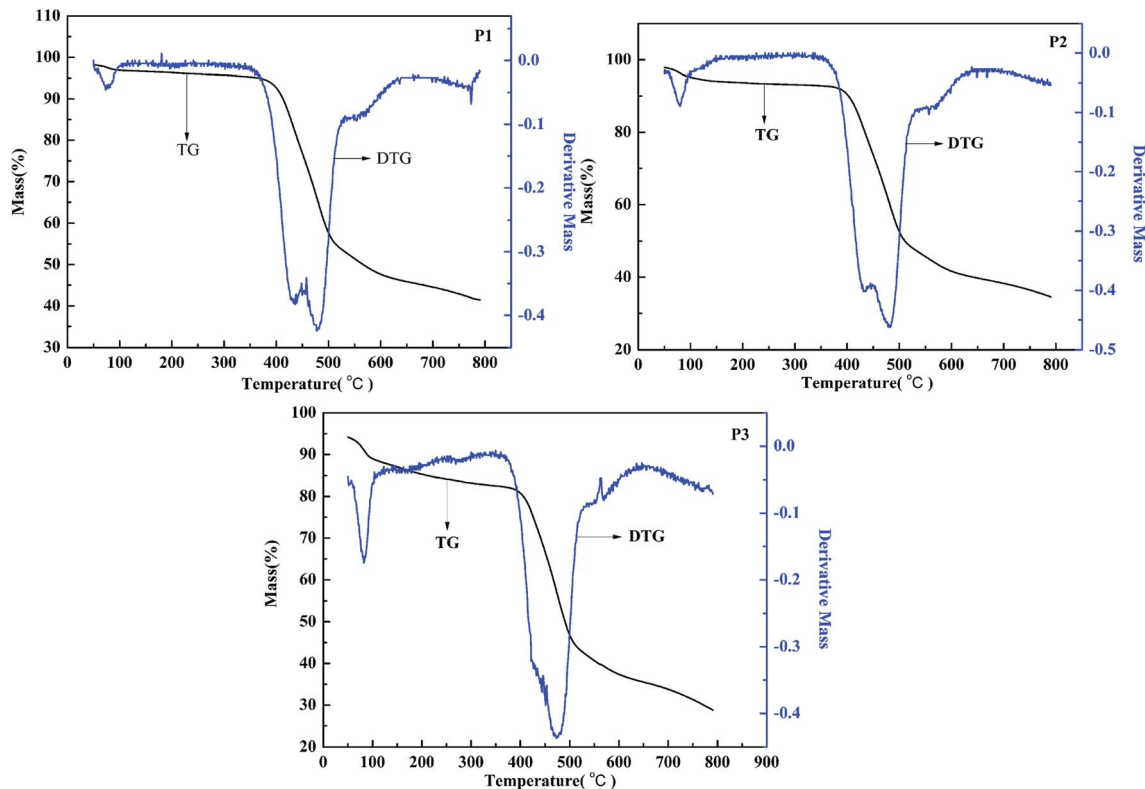 P1
110
100
90
80
70
60
50
40
30
Mass(%)
0 100 200 300 400 500 600 700 800
Temperature( °C )
0.0
-0.1
-0.2
-0.3
-0.4
Derivative Mass
TG
DTG
P2
100
80
60
40
20
Mass(%)
0 100 200 300 400 500 600 700 800
Temperature( °C )
0.0
-0.1
-0.2
-0.3
-0.4
-0.5
Derivative Mass
TG
DTG
P3
100
90
80
70
60
50
40
30
20
Mass(%)
0 100 200 300 400 500 600 700 800 900
Temperature( °C )
0.0
-0.1
-0.2
-0.3
-0.4
Derivative Mass
TG
DTG